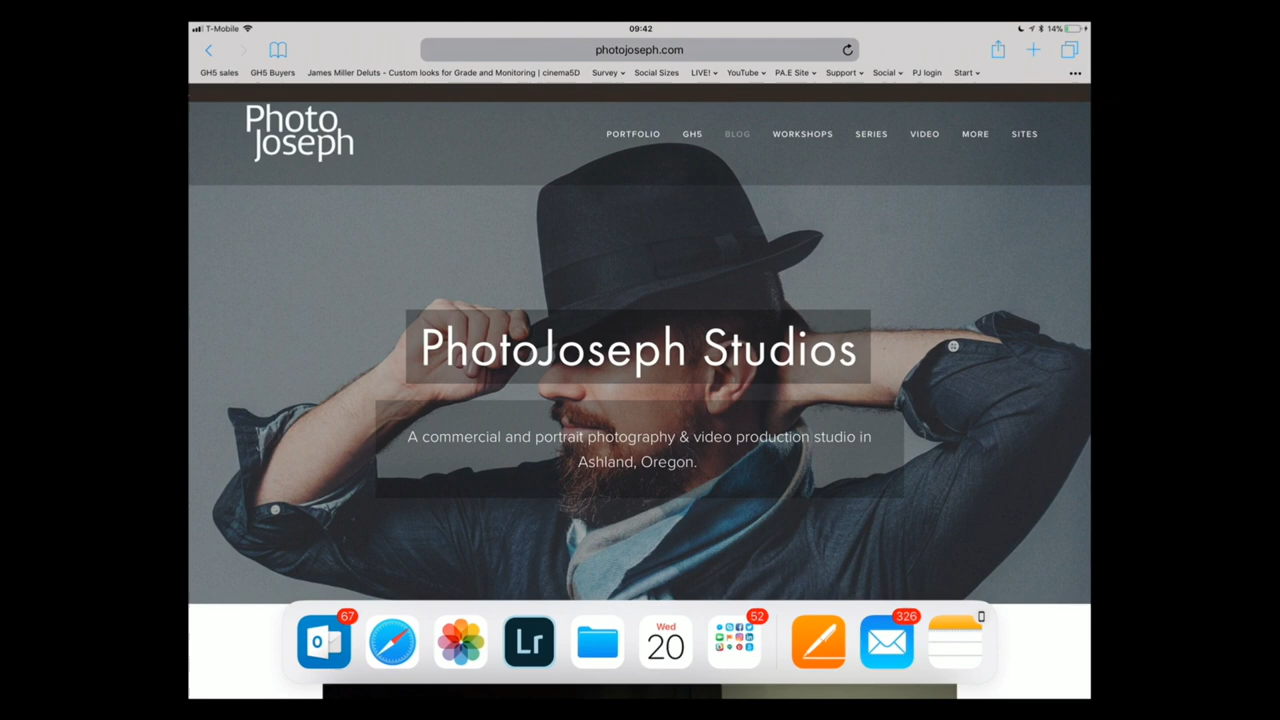 T-Mobile
09:42
14%
photojoseph.com
GH5 sales
GH5 Buyers
James Miller Deluts - Custom looks for Grade and Monitoring | cinema5D
Survey
Social Sizes
LIVE!
YouTube
PA.E Site
Support
Social
PJ login
Start
Photo
Joseph
PORTFOLIO
GH5
BLOG
WORKSHOPS
SERIES
VIDEO
MORE
SITES
PhotoJoseph Studios
A commercial and portrait photography & video production studio in
Ashland, Oregon.
67
52
326
Lr
Wed
20